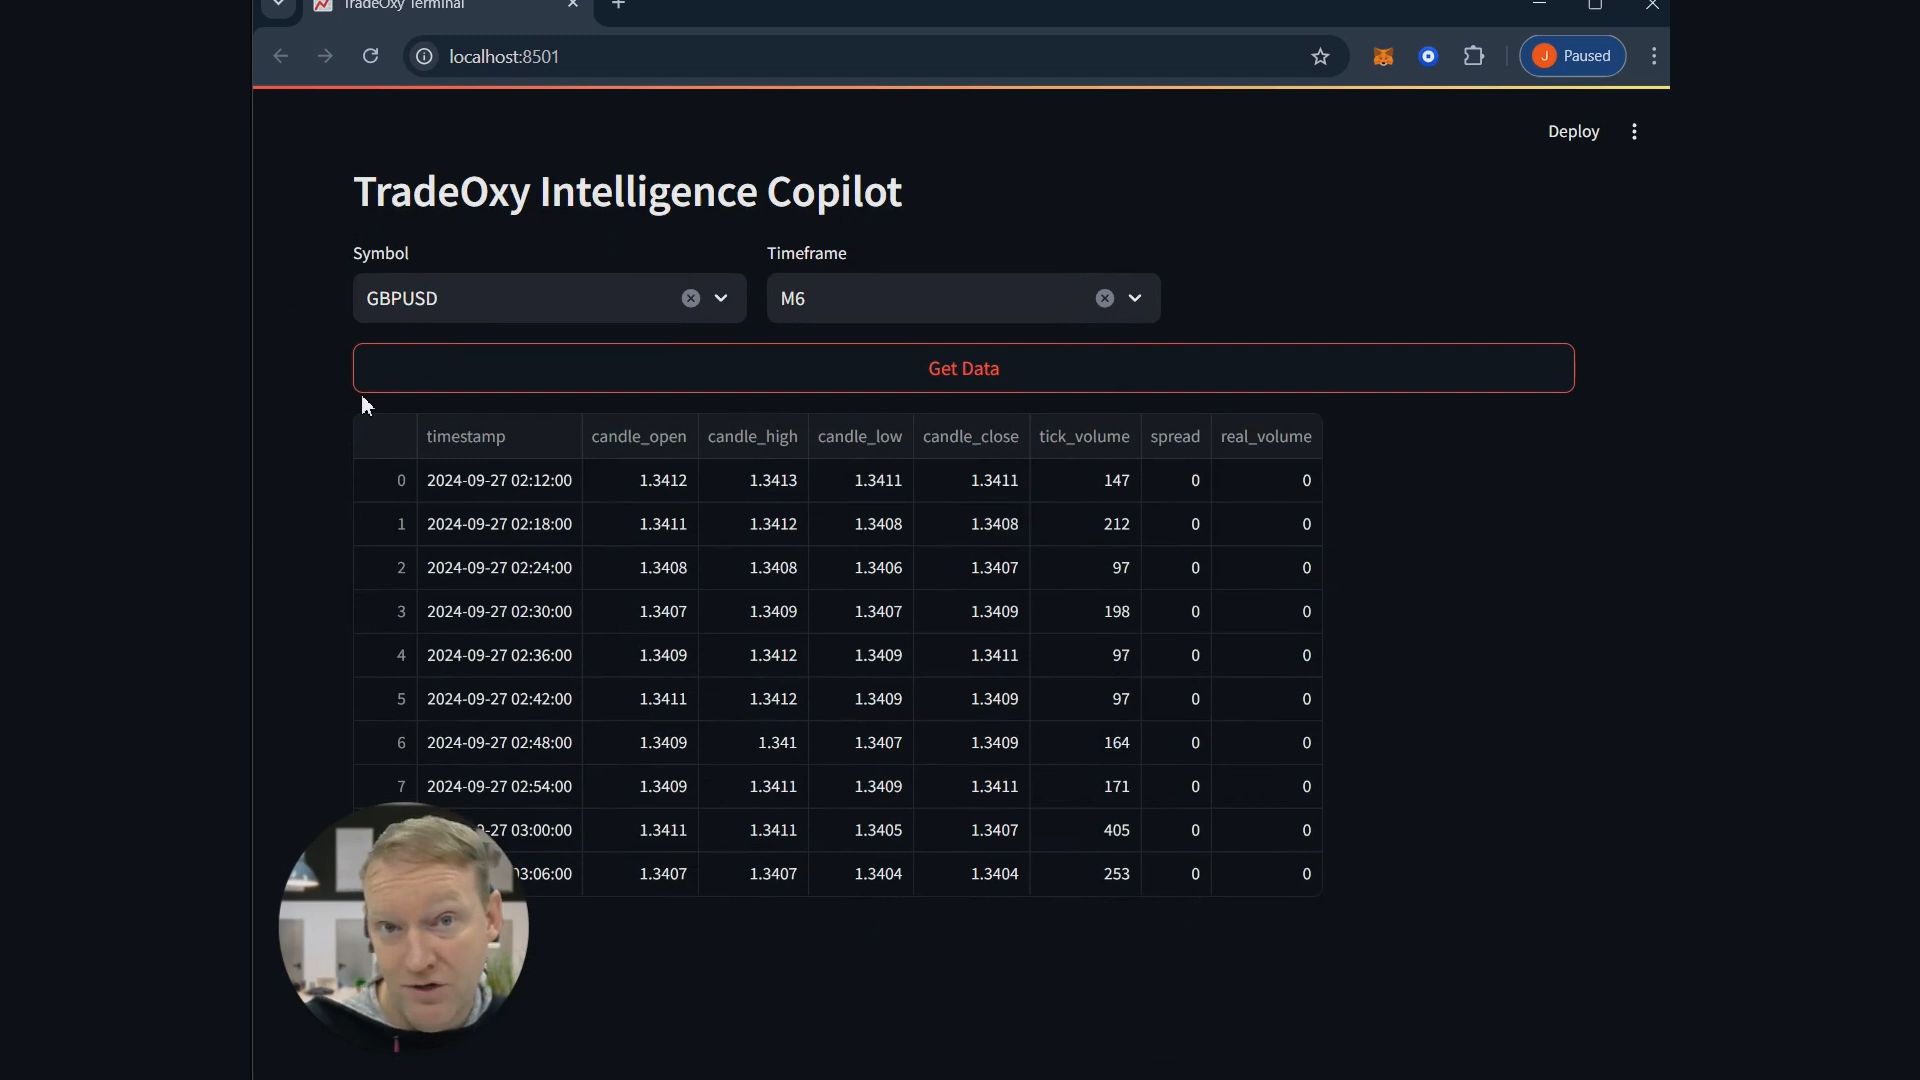 TradeOxy Terminal
localhost:8501
J Paused
Deploy
TradeOxy Intelligence Copilot
Symbol Timeframe
GBPUSD M6
Get Data
timestamp candle_open candle_high candle_low candle_close tick_volume spread real_volume
0 2024-09-27 02:12:00 1.3412 1.3413 1.3411 1.3411 147 0 0
1 2024-09-27 02:18:00 1.3411 1.3412 1.3408 1.3408 212 0 0
2 2024-09-27 02:24:00 1.3408 1.3408 1.3406 1.3407 97 0 0
3 2024-09-27 02:30:00 1.3407 1.3409 1.3407 1.3409 198 0 0
4 2024-09-27 02:36:00 1.3409 1.3412 1.3409 1.3411 97 0 0
5 2024-09-27 02:42:00 1.3411 1.3412 1.3409 1.3409 97 0 0
6 2024-09-27 02:48:00 1.3409 1.341 1.3407 1.3409 164 0 0
7 2024-09-27 02:54:00 1.3409 1.3411 1.3409 1.3411 171 0 0
-27 03:00:00 1.3411 1.3411 1.3405 1.3407 405 0 0
03:06:00 1.3407 1.3407 1.3404 1.3404 253 0 0